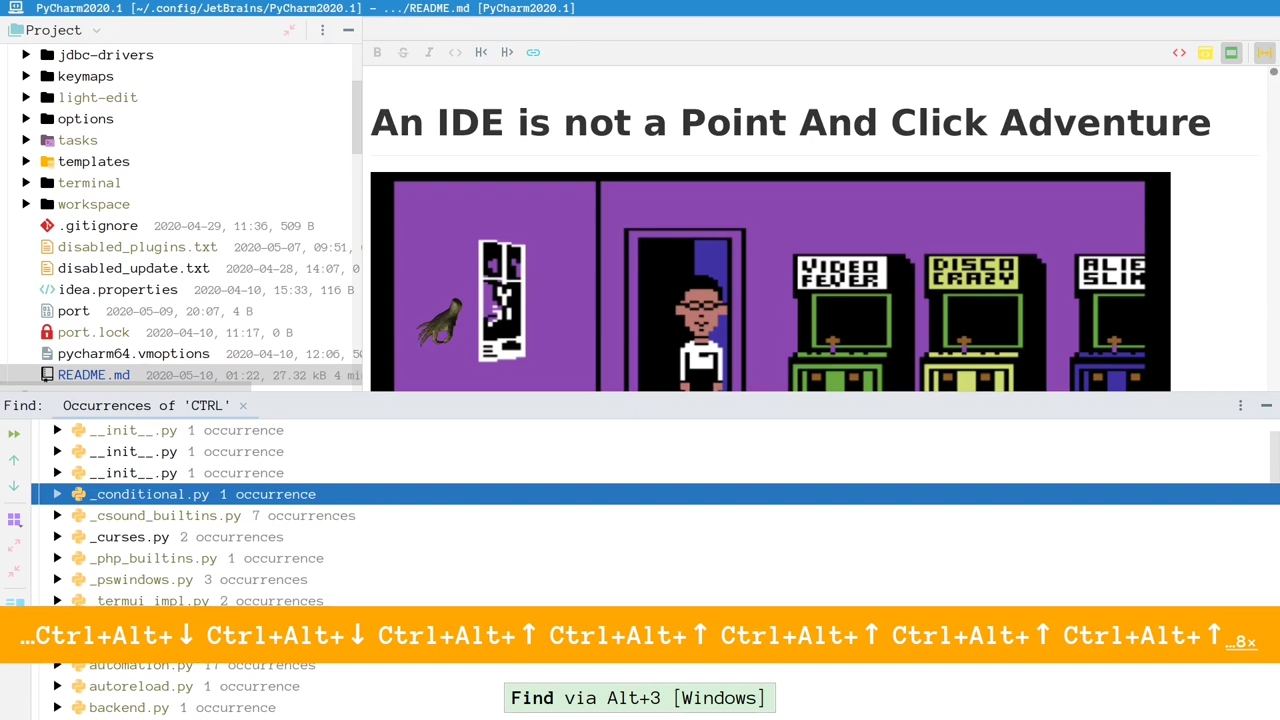 PyCharm2020.1 [~/.config/JetBrains/PyCharm2020.1] – .../README.md [PyCharm2020.1]
Project
B S I <> H< H>
jdbc-drivers
keymaps
light-edit
options
tasks
templates
terminal
workspace
.gitignore 2020-04-29, 11:36, 509 B
disabled_plugins.txt 2020-05-07, 09:51,
disabled_update.txt 2020-04-28, 14:07, 0
idea.properties 2020-04-10, 15:33, 116 B
port 2020-05-09, 20:07, 4 B
port.lock 2020-04-10, 11:17, 0 B
pycharm64.vmoptions 2020-04-10, 12:06, 50
README.md 2020-05-10, 01:22, 27.32 kB 4 min
An IDE is not a Point And Click Adventure
VIDEO FEVER
DISCO CRAZY
ALIE
SLIM
Find: Occurrences of 'CTRL' ×
__init__.py 1 occurrence
__init__.py 1 occurrence
__init__.py 1 occurrence
_conditional.py 1 occurrence
_csound_builtins.py 7 occurrences
_curses.py 2 occurrences
_php_builtins.py 1 occurrence
_pswindows.py 3 occurrences
_termui_impl.py 2 occurrences
…Ctrl+Alt+↓ Ctrl+Alt+↓ Ctrl+Alt+↑ Ctrl+Alt+↑ Ctrl+Alt+↑ Ctrl+Alt+↑ Ctrl+Alt+↑…8×
automation.py 17 occurrences
autoreload.py 1 occurrence
backend.py 1 occurrence
Find via Alt+3 [Windows]